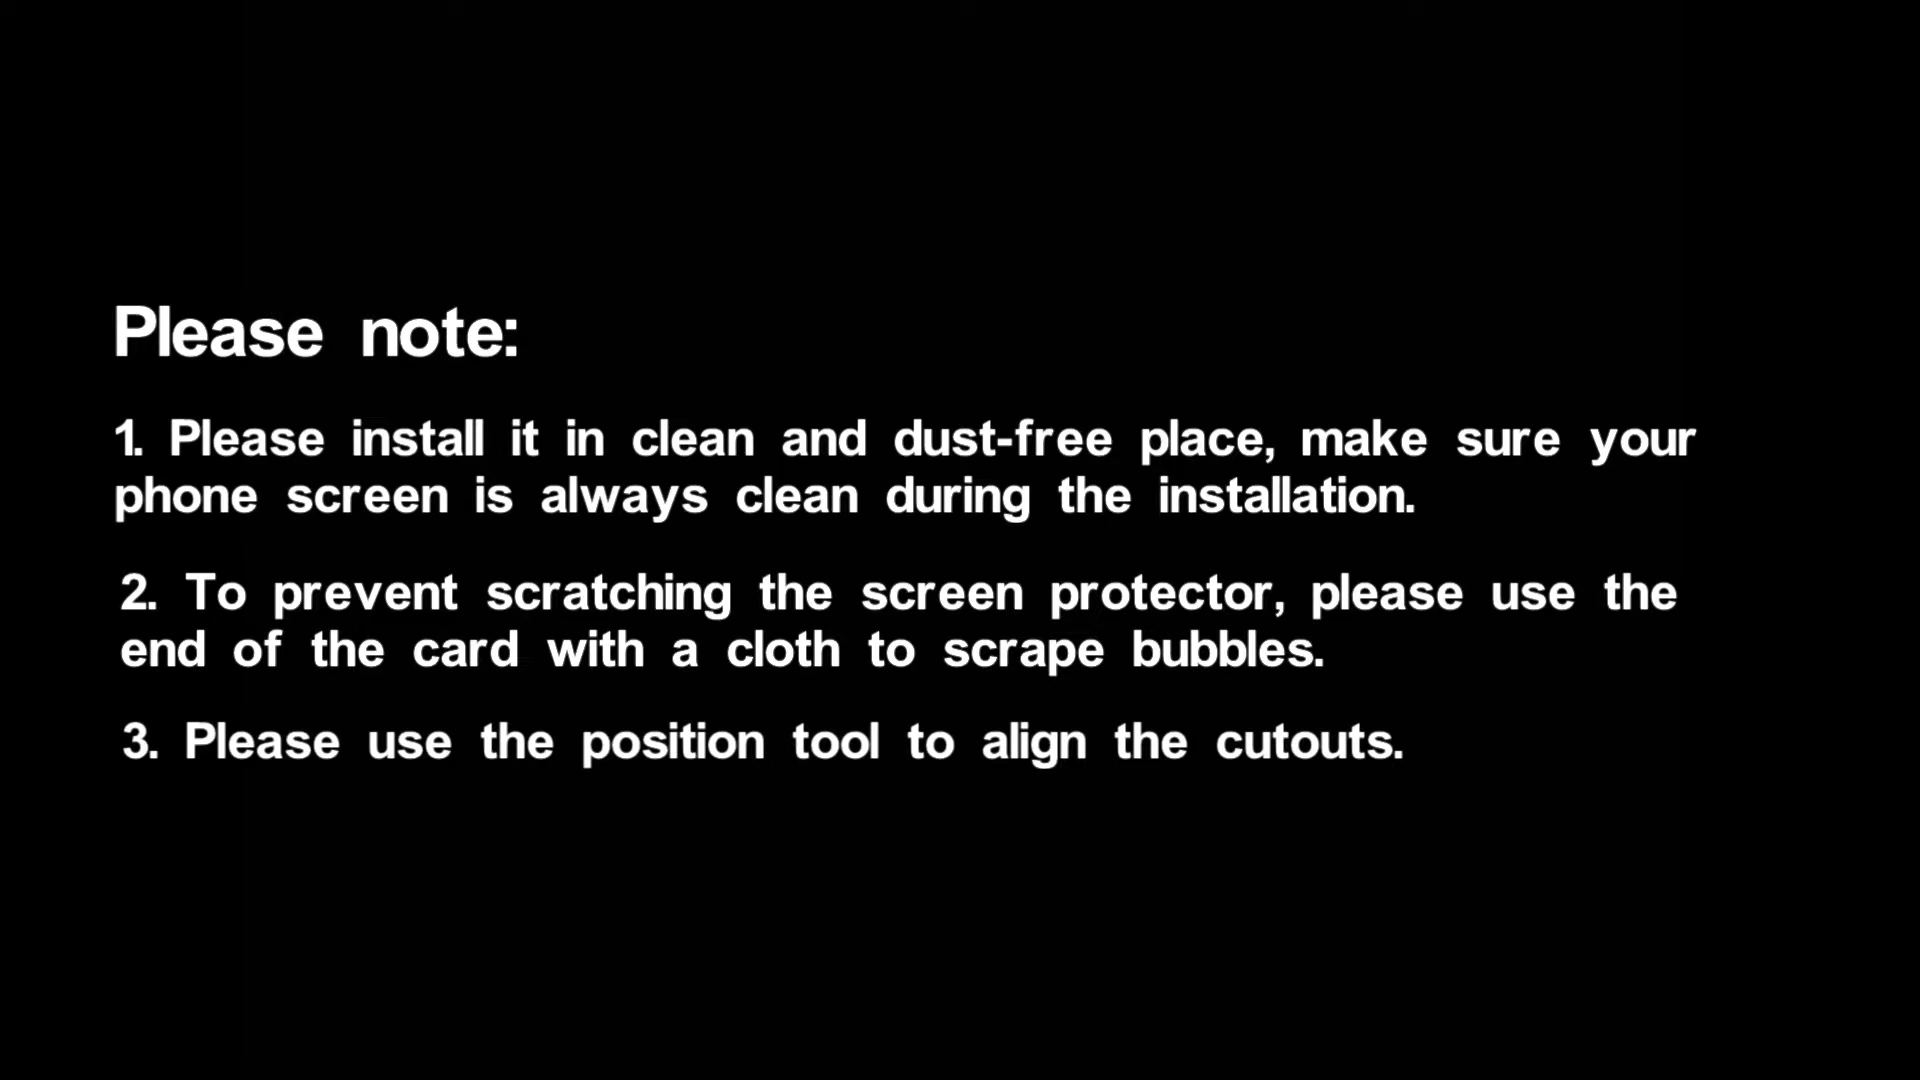 Please note:
1. Please install it in clean and dust-free place, make sure your
phone screen is always clean during the installation.
2. To prevent scratching the screen protector, please use the
end of the card with a cloth to scrape bubbles.
3. Please use the position tool to align the cutouts.